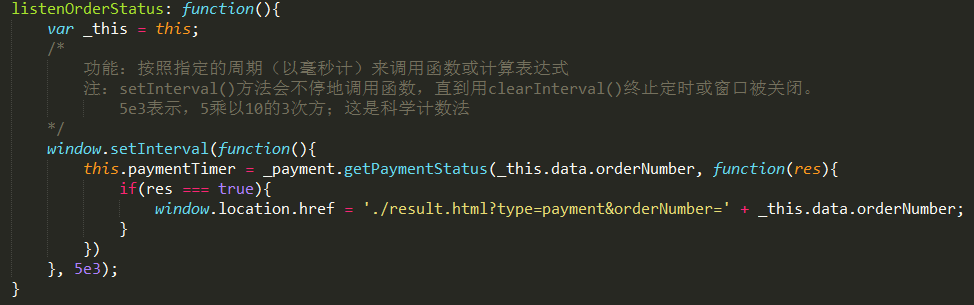 listenOrderStatus: function(){
    var _this = this;
    /*
        功能：按照指定的周期（以毫秒计）来调用函数或计算表达式
        注：setInterval()方法会不停地调用函数，直到用clearInterval()终止定时或窗口被关闭。
            5e3表示，5乘以10的3次方；这是科学计数法
    */
    window.setInterval(function(){
        this.paymentTimer = _payment.getPaymentStatus(_this.data.orderNumber, function(res){
            if(res === true){
                window.location.href = './result.html?type=payment&orderNumber=' + _this.data.orderNumber;
            }
        })
    }, 5e3);
}